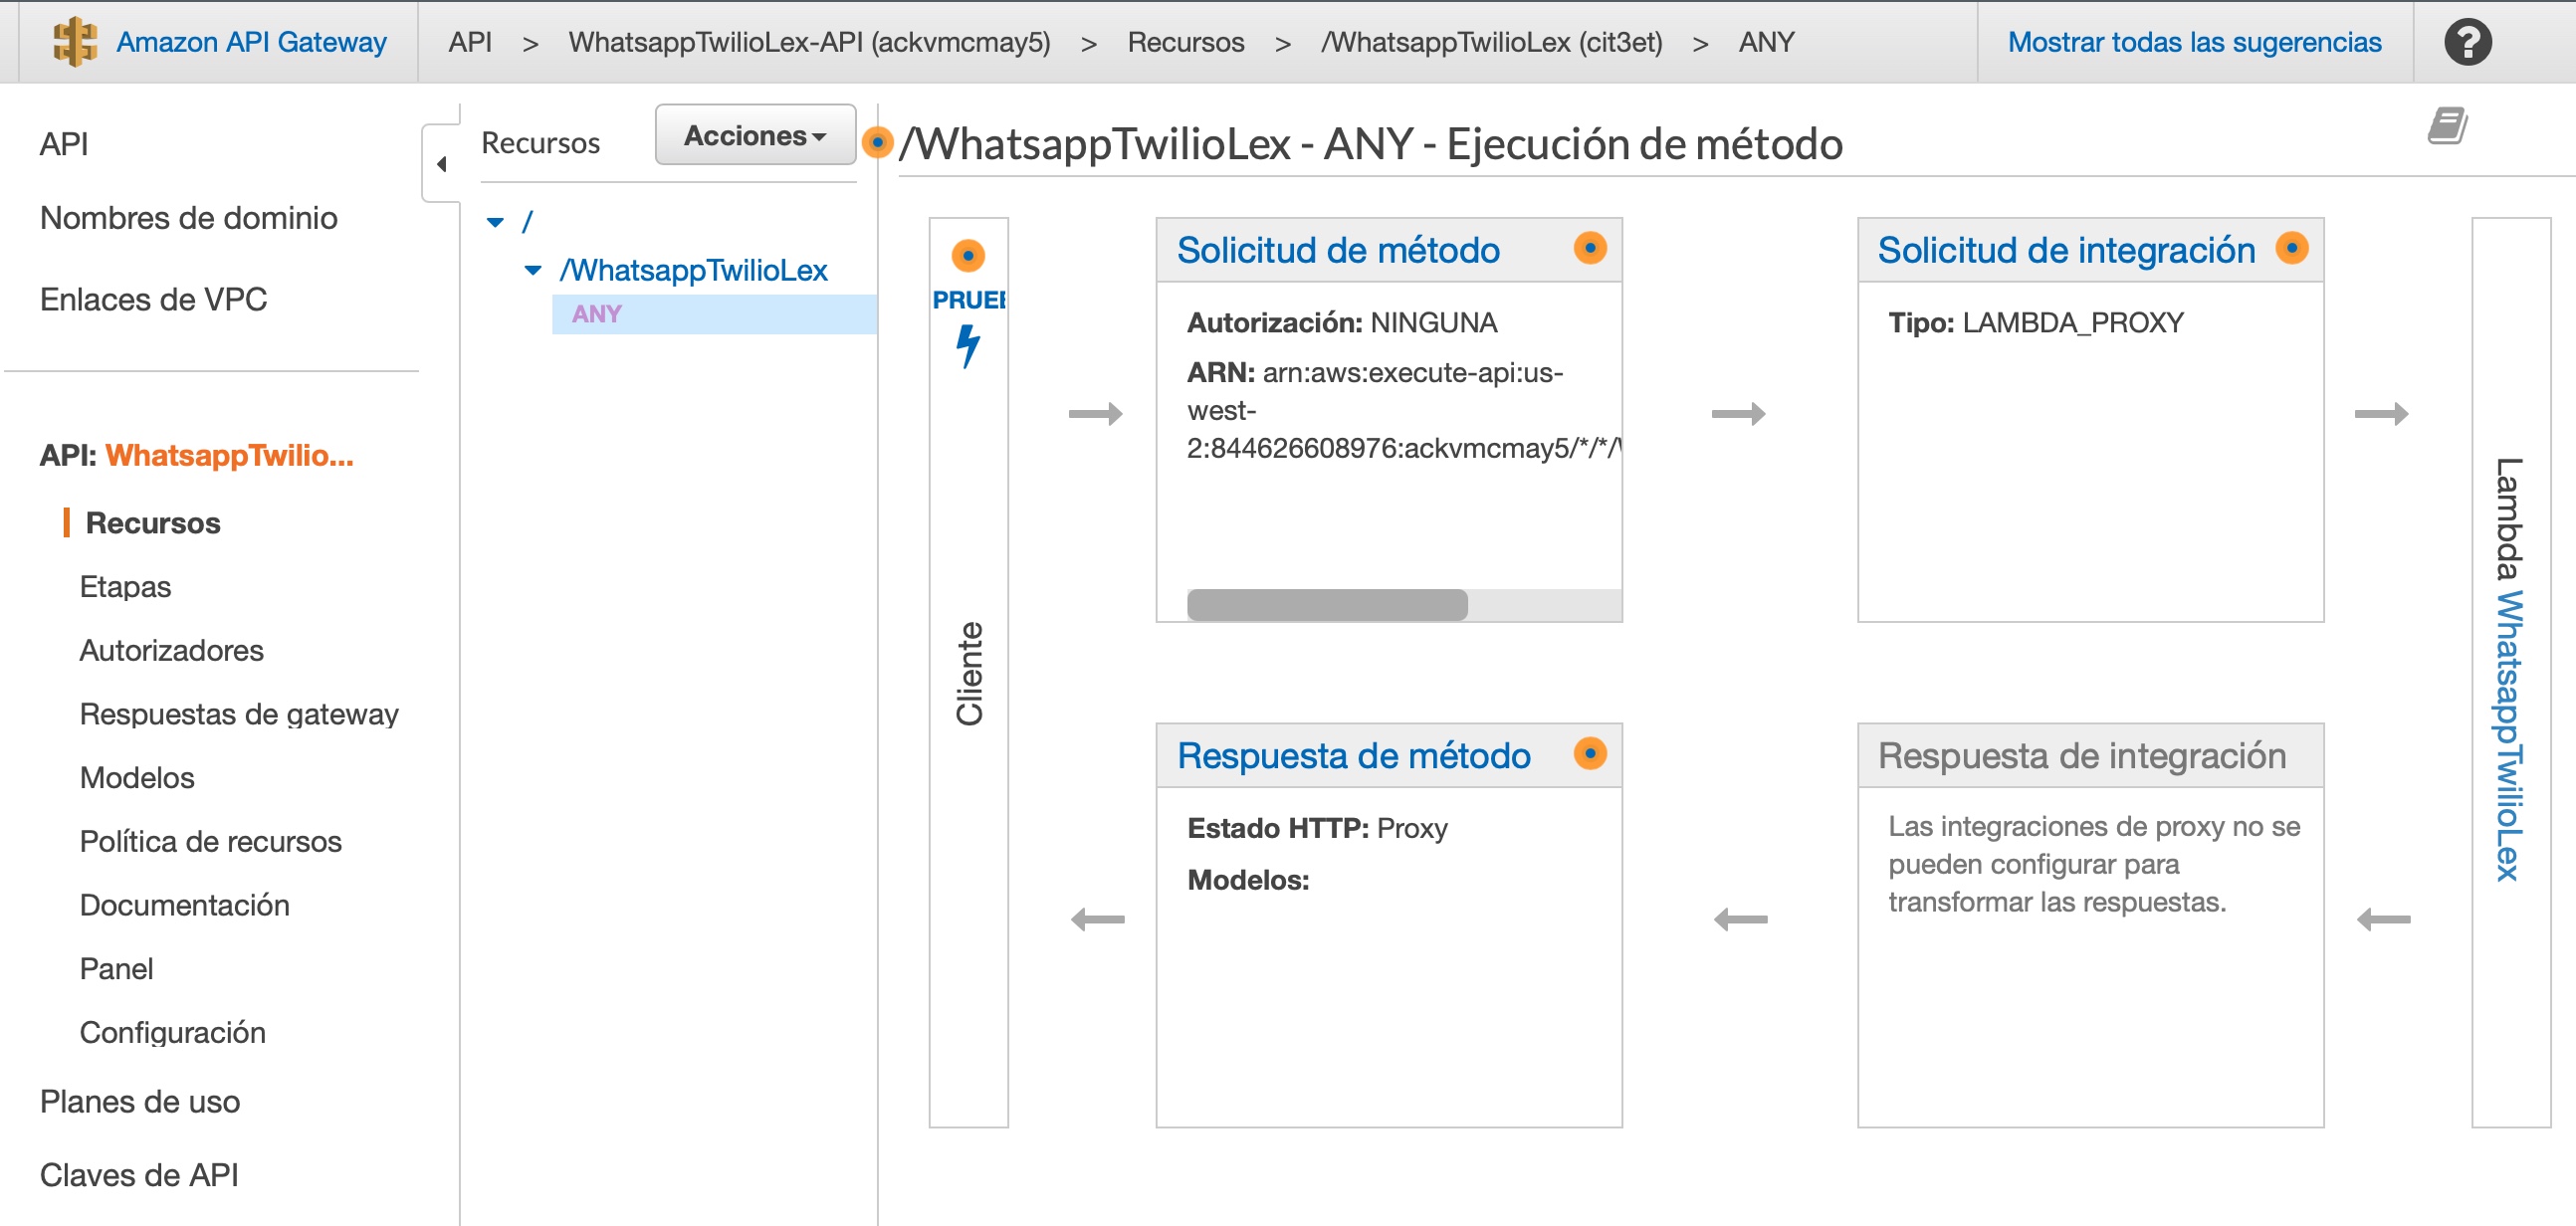 Amazon API Gateway
API > WhatsappTwilioLex-API (ackvmcmay5) > Recursos > /WhatsappTwilioLex (cit3et) > ANY
Mostrar todas las sugerencias
?
API
Nombres de dominio
Enlaces de VPC
API: WhatsappTwilio...
Recursos
Etapas
Autorizadores
Respuestas de gateway
Modelos
Política de recursos
Documentación
Panel
Configuración
Planes de uso
Claves de API
Recursos
Acciones
/
/WhatsappTwilioLex
ANY
/WhatsappTwilioLex - ANY - Ejecución de método
PRUE
Cliente
Solicitud de método
Autorización: NINGUNA
ARN: arn:aws:execute-api:us-
west-
2:844626608976:ackvmcmay5/*/*/
Solicitud de integración
Tipo: LAMBDA_PROXY
Lambda WhatsappTwilioLex
Respuesta de método
Estado HTTP: Proxy
Modelos:
Respuesta de integración
Las integraciones de proxy no se
pueden configurar para
transformar las respuestas.